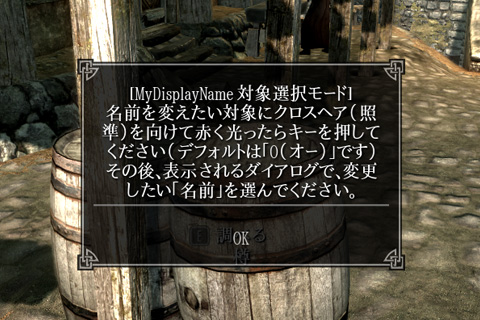 [MyDisplayName 対象選択モード]
名前を変えたい対象にクロスヘア(照
準)を向けて赤く光ったらキーを押して
ください(デフォルトは「O(オー)」です)
その後、表示されるダイアログで、変更
したい「名前」を選んでください。
E) 調べる
OK
樽